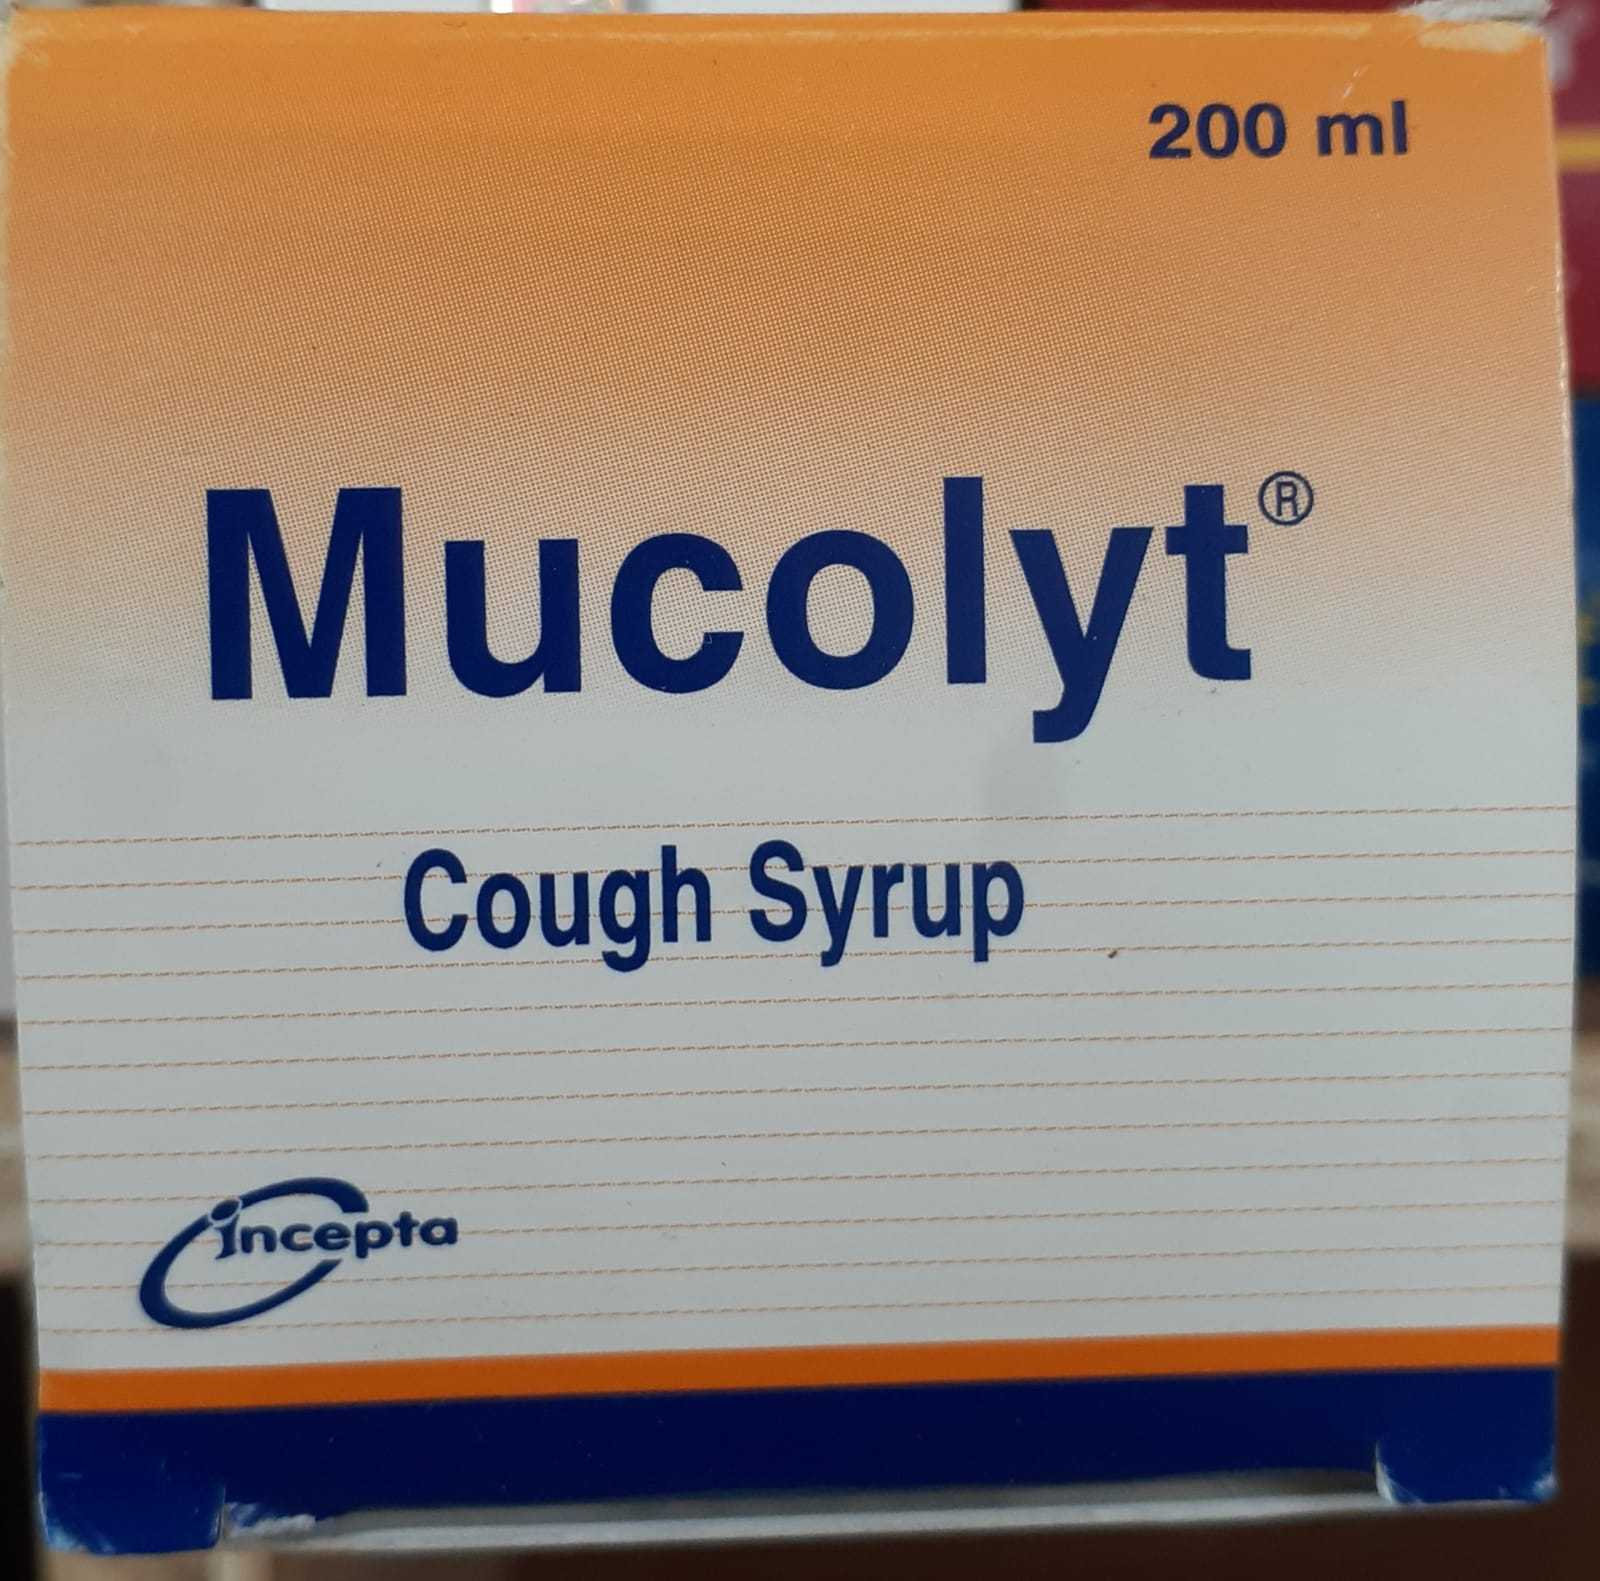 200 ml
Mucolyt®
Cough Syrup
incepta